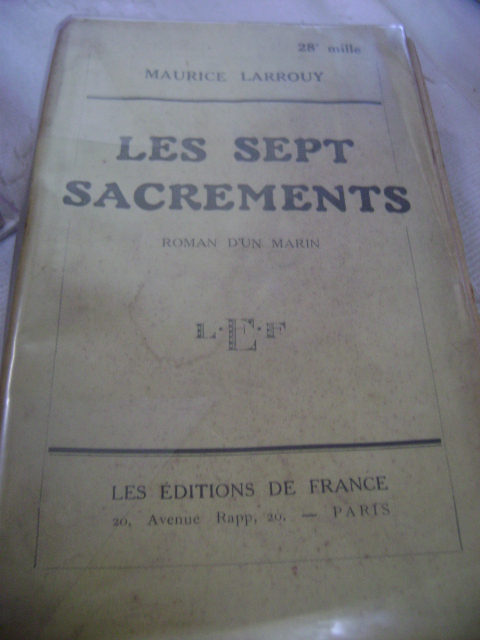 28e mille
MAURICE LARROUY
LES SEPT
SACREMENTS
ROMAN D'UN MARIN
L·E·F
LES ÉDITIONS DE FRANCE
20, Avenue Rapp, 20. — PARIS